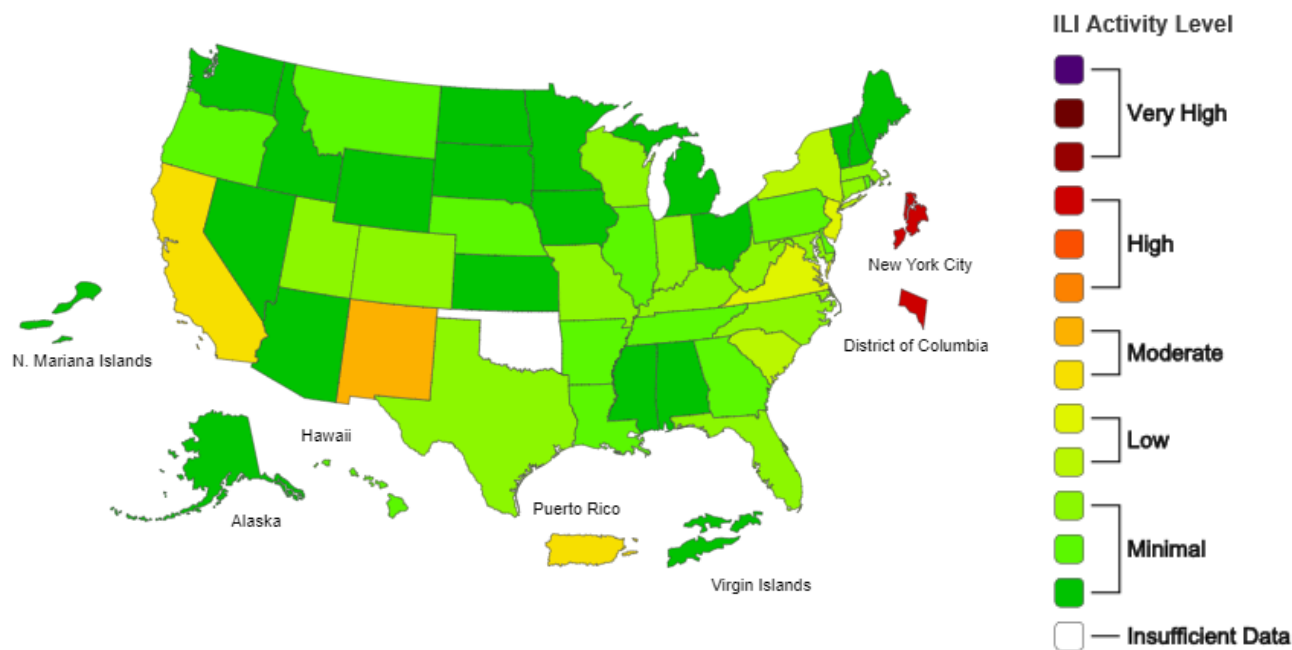 ILI Activity Level
Very High
High
New York City
District of Columbia
Moderate
N. Mariana Islands
Low
Hawaii
Alaska
Puerto Rico
Minimal
Virgin Islands
Insufficient Data